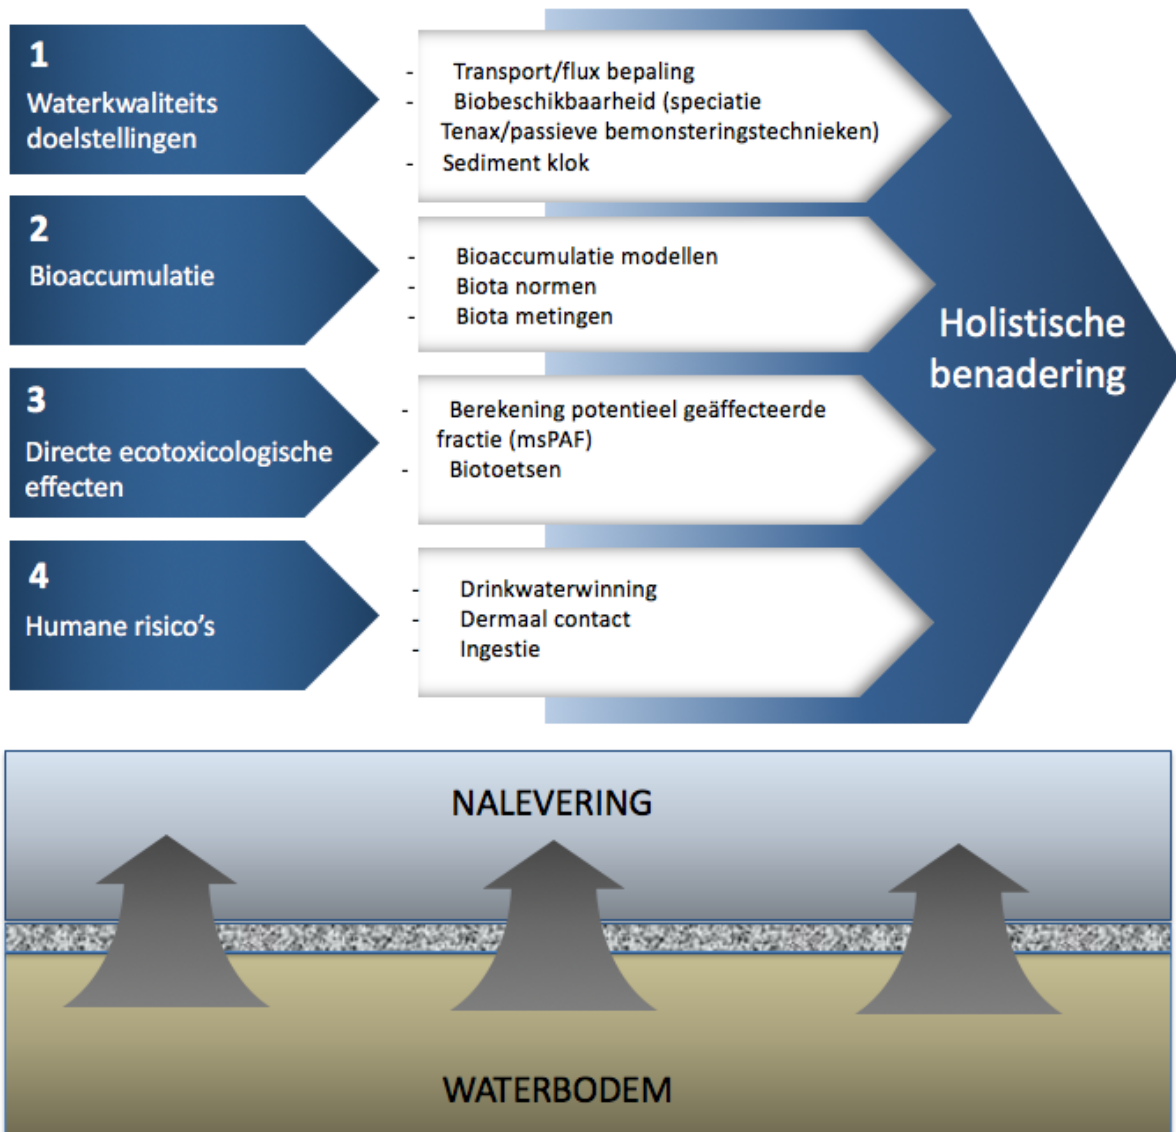 1
Waterkwaliteits
doelstellingen
- Transport/flux bepaling
- Biobeschikbaarheid (speciatie
Tenax/passieve bemonsteringstechnieken)
- Sediment klok
2
Bioaccumulatie
- Bioaccumulatie modellen
- Biota normen
- Biota metingen
3
Directe ecotoxicologische
effecten
- Berekening potentieel geäffecteerde
fractie (msPAF)
- Biotoetsen
4
Humane risico’s
- Drinkwaterwinning
- Dermaal contact
- Ingestie
Holistische
benadering
NALEVERING
WATERBODEM